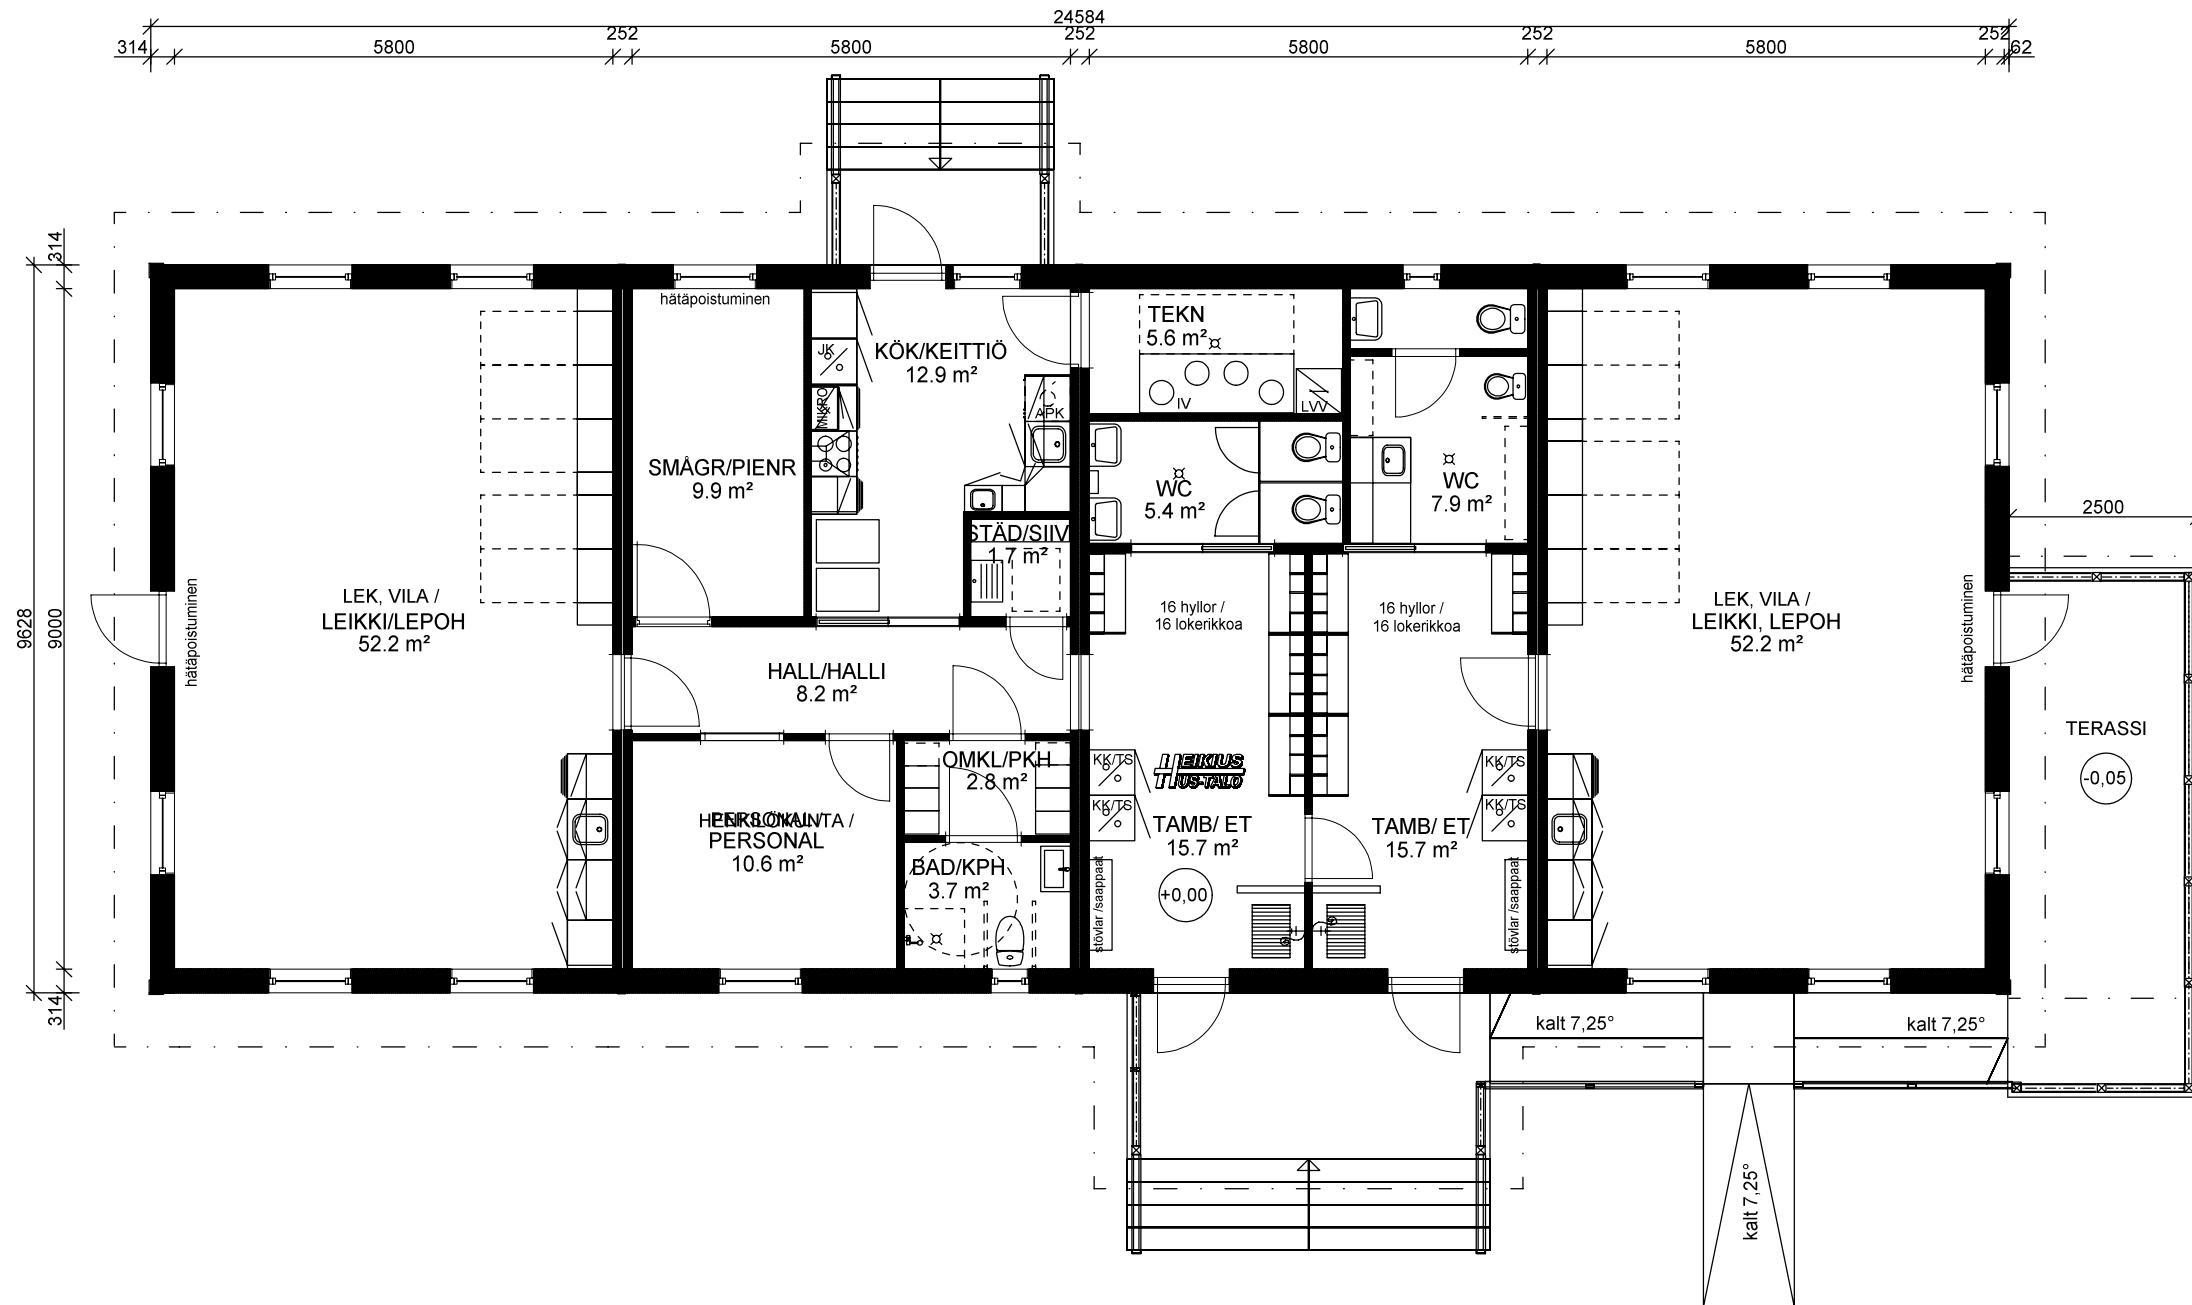 24584
314
5800
252
5800
252
5800
252
5800
252
62
314
9628
9000
314
hätäpoistuminen
JK
KÖK/KEITTIÖ
12.9 m²
MIKRO
APK
TEKN
5.6 m²
IV
LVV
SMÅGR/PIENR
9.9 m²
WC
5.4 m²
WC
7.9 m²
2500
STÄD/SIIV
1.7 m²
hätäpoistuminen
LEK, VILA /
LEIKKI/LEPOH
52.2 m²
16 hyllor /
16 lokerikkoa
16 hyllor /
16 lokerikkoa
LEK, VILA /
LEIKKI, LEPOH
52.2 m²
hätäpoistuminen
HALL/HALLI
8.2 m²
TERASSI
-0,05
OMKL/PKH
2.8 m²
KK/TS
KK/TS
HEIKIUS
HIUS-TALO
KK/TS
KK/TS
HENKILÖKUNTA /
PERSONAL /
PERSONAL
10.6 m²
TAMB/ ET
15.7 m²
TAMB/ ET
15.7 m²
BAD/KPH
3.7 m²
+0,00
stövlar /saappaat
stövlar /saappaat
kalt 7,25°
kalt 7,25°
kalt 7,25°